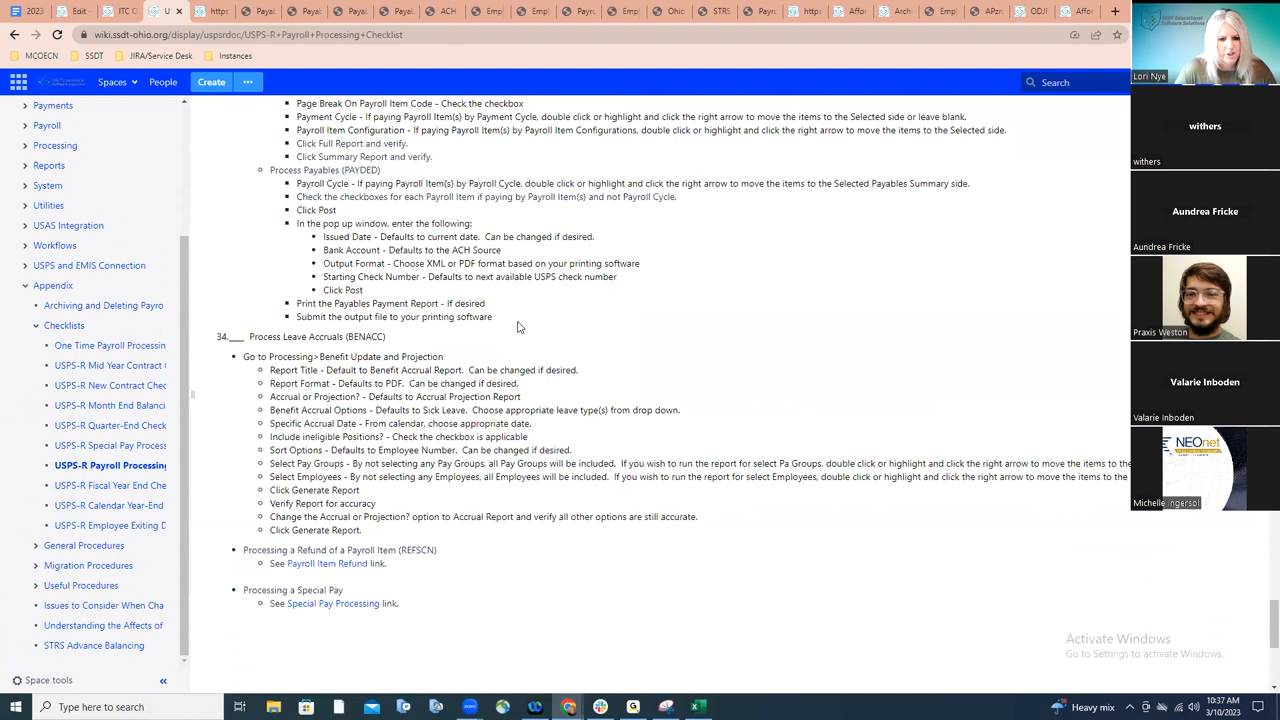 2023
Edit
ITC C
U
Paya
Paya
Paya
ACH
Empl
Emp
Payro
Empl
Ohio
STRS
Payr
http
Affor
Arch
Empl
APzr
ODJF
Affo
wiki.ssdt-ohio.org/display/uspsrdoc/USPS-R+Payroll+Processing+Checklist
MCOECN
SSDT
JIRA/Service Desk
Instances
Spaces
People
Create
Search
Payments
Payroll
Processing
Reports
System
Utilities
USAS Integration
Workflows
USPS and EMIS Connection
Appendix
Archiving and Deleting Payro
Checklists
One Time Payroll Processin
USPS-R Mid Year Contract
USPS-R New Contract Chec
USPS-R Month End Balanci
USPS-R Quarter-End Check
USPS-R Special Pay Process
USPS-R Payroll Processing
USPS-R Fiscal Year End Che
USPS-R Calendar Year-End
USPS-R Employee Exiting D
General Procedures
Migration Procedures
Useful Procedures
Issues to Consider When Cha
Understanding the Affects of
STRS Advance Balancing
Space tools
Page Break On Payroll Item Code - Check the checkbox
Payment Cycle - If paying Payroll Item(s) by Payment Cycle, double click or highlight and click the right arrow to move the items to the Selected side or leave blank.
Payroll Item Configuration - If paying Payroll Item(s) by Payroll Item Configurations, double click or highlight and click the right arrow to move the items to the Selected side.
Click Full Report and verify.
Click Summary Report and verify.
Process Payables (PAYDED)
Payroll Cycle - If paying Payroll Item(s) by Payroll Cycle, double click or highlight and click the right arrow to move the items to the Selected Payables Summary side.
Check the checkboxes for each Payroll Item if paying by Payroll Item(s) and not Payroll Cycle.
Click Post
In the pop up window, enter the following:
Issued Date - Defaults to current date. Can be changed if desired.
Bank Account - Defaults to the ACH Source
Output Format - Choose XML or PDF format based on your printing software
Starting Check Number - Defaults to next available USPS check number
Click Post
Print the Payables Payment Report - If desired
Submit the output file to your printing software
34.___ Process Leave Accruals (BENACC)
Go to Processing>Benefit Update and Projection
Report Title - Default to Benefit Accrual Report. Can be changed if desired.
Report Format - Defaults to PDF. Can be changed if desired.
Accrual or Projection? - Defaults to Accrual Projection Report
Benefit Accrual Options - Defaults to Sick Leave. Choose appropriate leave type(s) from drop down.
Specific Accrual Date - From calendar, choose appropriate date.
Include ineligible Positions? - Check the checkbox is applicable
Sort Options - Defaults to Employee Number. Can be changed if desired.
Select Pay Groups - By not selecting any Pay Groups, all Pay Groups will be included. If you wish to run the report for select Pa Groups, double click or highlight and click the right arrow to move the items to the
Select Employees - By not selecting any Employees, all Employees will be included. If you wish to run the report for select Employees, double click or highlight and click the right arrow to move the items to the
Click Generate Report
Verify Report for accuracy
Change the Accrual or Projection? option to Accrual Report and verify all other options are still accurate.
Click Generate Report.
Processing a Refund of a Payroll Item (REFSCN)
See Payroll Item Refund link.
Processing a Special Pay
See Special Pay Processing link.
Activate Windows
Go to Settings to activate Windows.
SSDT Educational
Software Solutions
Lori Nye
withers
withers
Aundrea Fricke
Aundrea Fricke
Praxis Weston
Valarie Inboden
Valarie Inboden
NEOnet
Michelle Ingersol
Type here to search
Heavy mix
10:37 AM
3/10/2023